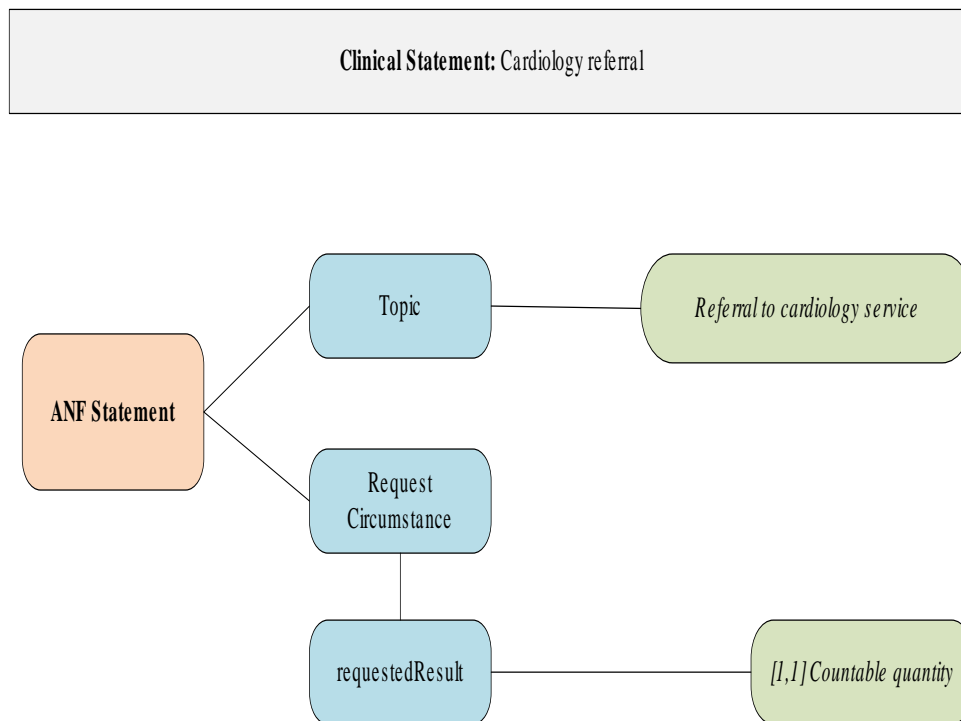 Clinical Statement: Cardiology referral
Topic
Referral to cardiology service
ANF Statement
Request
Circumstance
requestedResult
[1,1] Countable quantity